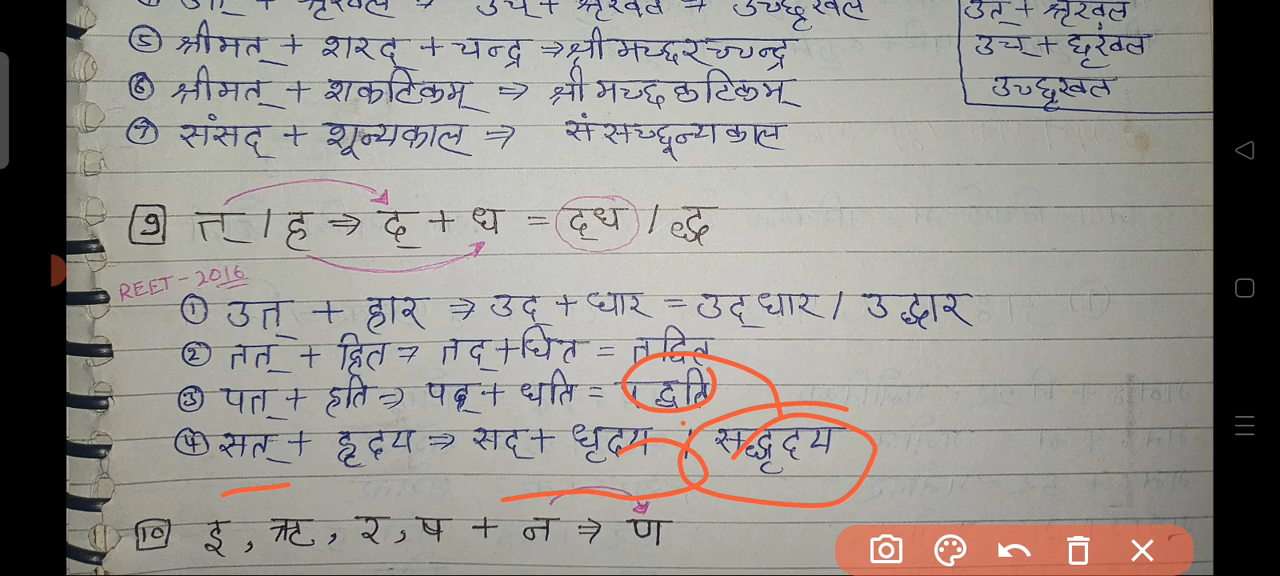 उत् + श्रृंखल ⇒ उच् + श्रृंखल ⇒ उच्छृंखल
उत् + श्रृंखल
उच् + छृंखल
उच्छृंखल
⑤ श्रीमत् + शरद् + चन्द्र ⇒ श्रीमच्छरच्चन्द्र
⑥ श्रीमत् + शकटिकम् ⇒ श्रीमच्छकटिकम्
⑦ संसद् + शून्यकाल ⇒ संसच्छून्यकाल
9 त् / ह ⇒ द् + ध = द्ध / द्ध
REET-2016
① उत् + हार ⇒ उद् + धार = उद्धार / उद्धार
② तत् + हित ⇒ तद् + धित = तद्धित
③ पत् + हति ⇒ पद् + धति = पद्धति
④ सत् + हृदय ⇒ सद् + धृदय / सद्धृदय
10 इ, ऋ, र, ष + न ⇒ ण